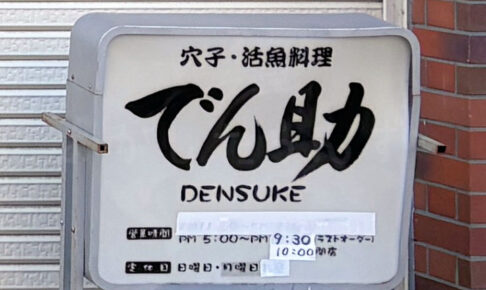 穴子・活魚料理
でん助
DENSUKE
営業時間
PM 5:00〜PM 9:30 (ラストオーダー)
10:00閉店
定休日 日曜日・月曜日